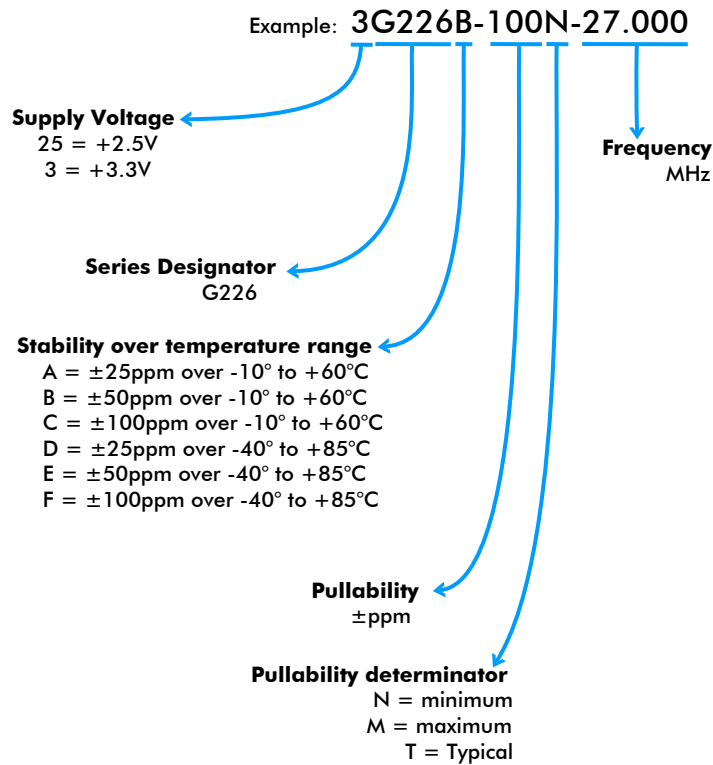 Example: 3G226B-100N-27.000
Supply Voltage
25 = +2.5V
3 = +3.3V
Frequency
MHz
Series Designator
G226
Stability over temperature range
A = ±25ppm over -10° to +60°C
B = ±50ppm over -10° to +60°C
C = ±100ppm over -10° to +60°C
D = ±25ppm over -40° to +85°C
E = ±50ppm over -40° to +85°C
F = ±100ppm over -40° to +85°C
Pullability
±ppm
Pullability determinator
N = minimum
M = maximum
T = Typical